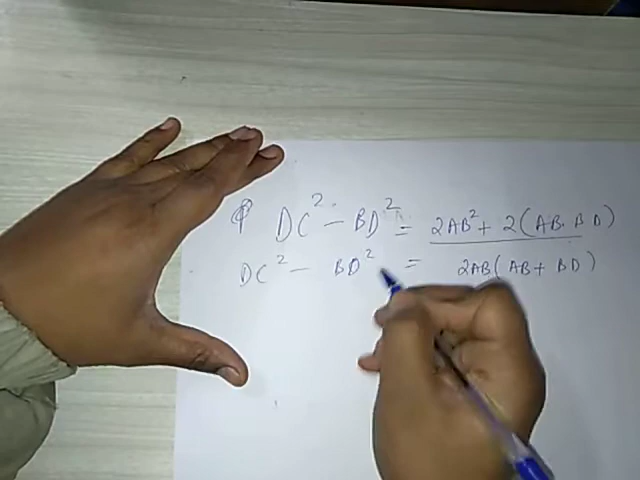 DC² - BD² = 2AB² + 2(AB. BD)
DC² - BD² = 2AB(AB + BD)